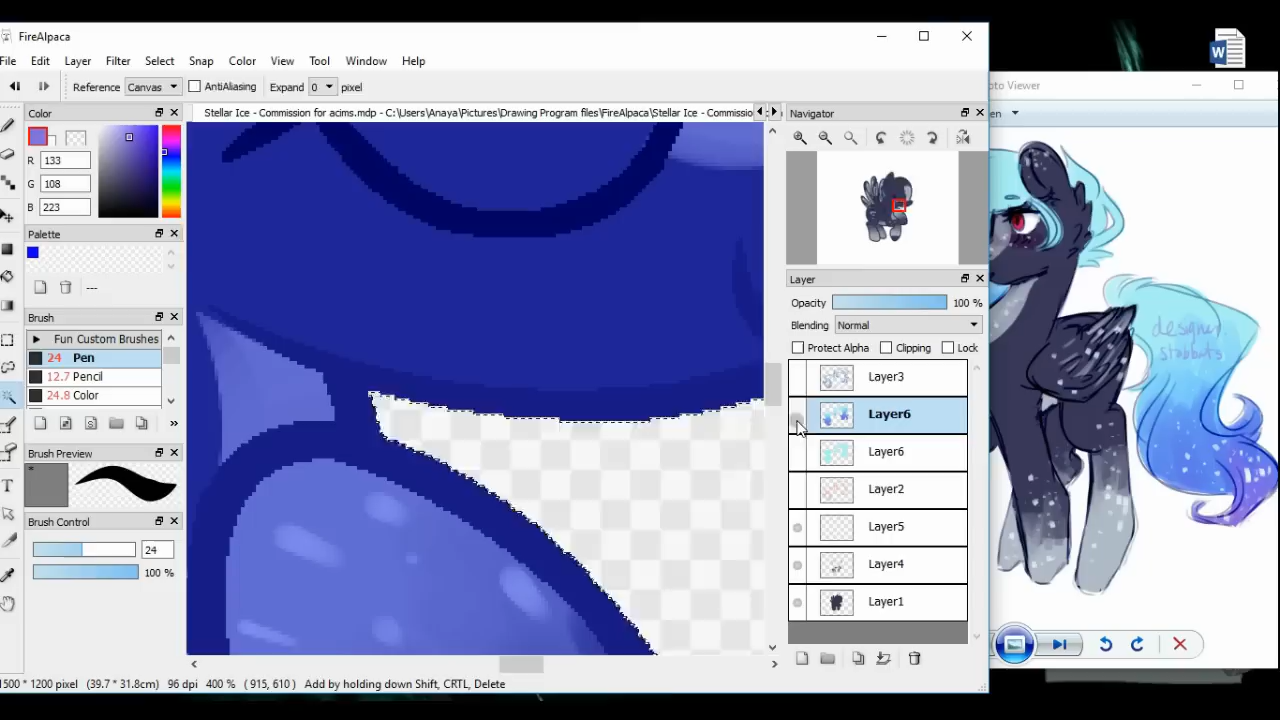 FireAlpaca
File Edit Layer Filter Select Snap Color View Tool Window Help
Reference Canvas AntiAliasing Expand 0 pixel
Color
R 133
G 108
B 223
Palette
---
Brush
Fun Custom Brushes
24 Pen
12.7 Pencil
24.8 Color
Brush Preview
*
Brush Control
24
100 %
Stellar Ice - Commission for acims.mdp - C:\Users\Anaya\Pictures\Drawing Program files\FireAlpaca\Stellar Ice - Commissio
Navigator
Layer
Opacity 100 %
Blending Normal
Protect Alpha Clipping Lock
Layer3
Layer6
Layer6
Layer2
Layer5
Layer4
Layer1
1500 * 1200 pixel (39.7 * 31.8cm) 96 dpi 400 % ( 915, 610 ) Add by holding down Shift, CRTL, Delete
oto Viewer
en
designer
W